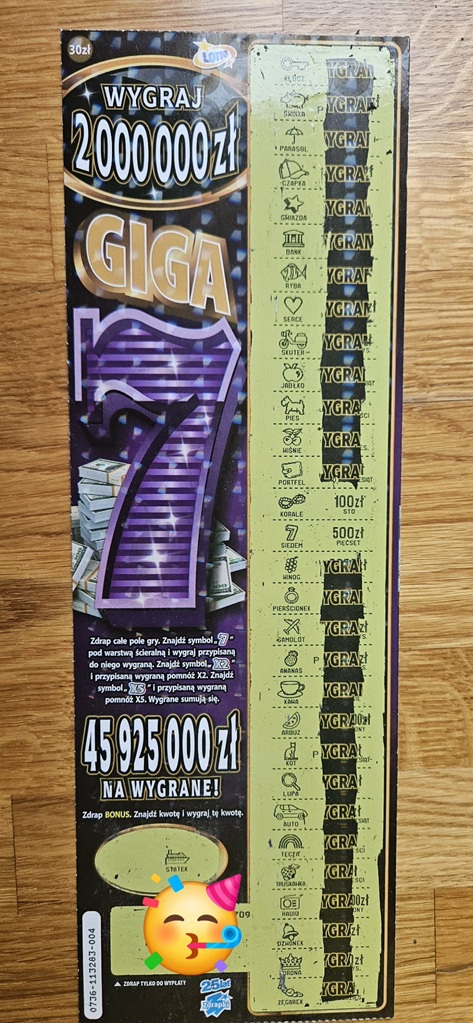 30zł
LOTTO
WYGRAJ
2 000 000 zł
GIGA
7
Zdrap całe pole gry. Znajdź symbol „7”
pod warstwą ścieralną i wygraj przypisaną
do niego wygraną. Znajdź symbol „X2”
i przypisaną wygraną pomnóż X2. Znajdź
symbol „X5” i przypisaną wygraną
pomnóż X5. Wygrane sumują się.
45 925 000 zł
NA WYGRANE!
Zdrap BONUS. Znajdź kwotę i wygraj tę kwotę.
STATEK
0736-113283-004
▲ ZDRAP TYLKO DO WYPŁATY
25 lat
Zdrapki
KLUCZ
ŚWINKA
PARASOL
CZAPKA
GWIAZDA
BANK
RYBA
SERCE
SKUTER
JABŁKO
PIES
WIŚNIE
PORTFEL
KORALE 100zł
STO
7 500zł
SIEDEM PIĘĆSET
WINOG
PIERŚCIONEK
SAMOLOT
ANANAS
KAWA
ARBUZ
KOT
LUPA
AUTO
TĘCZA
TRUSKAWKA
RADIO
DZWONEK
KORONA
ZEGAREK